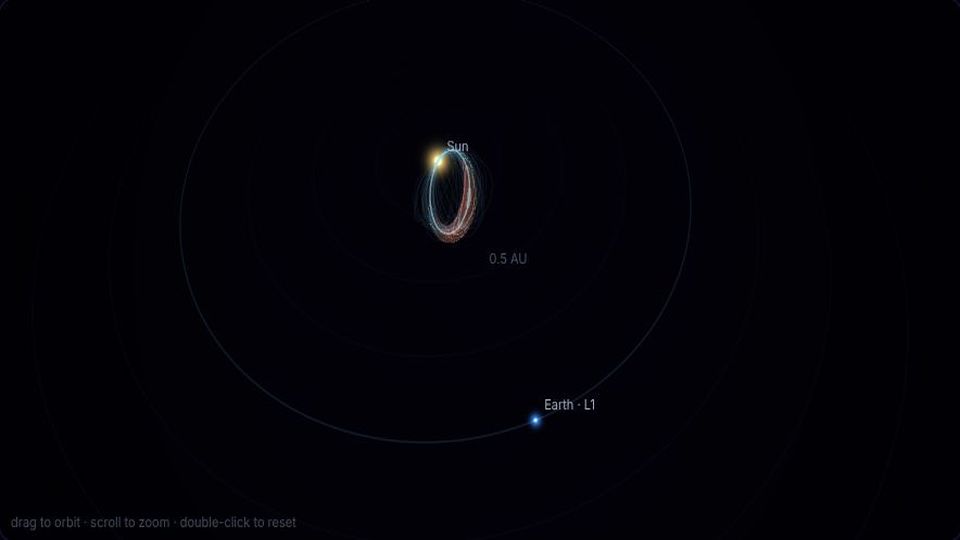 Sun
0.5 AU
Earth · L1
drag to orbit · scroll to zoom · double-click to reset